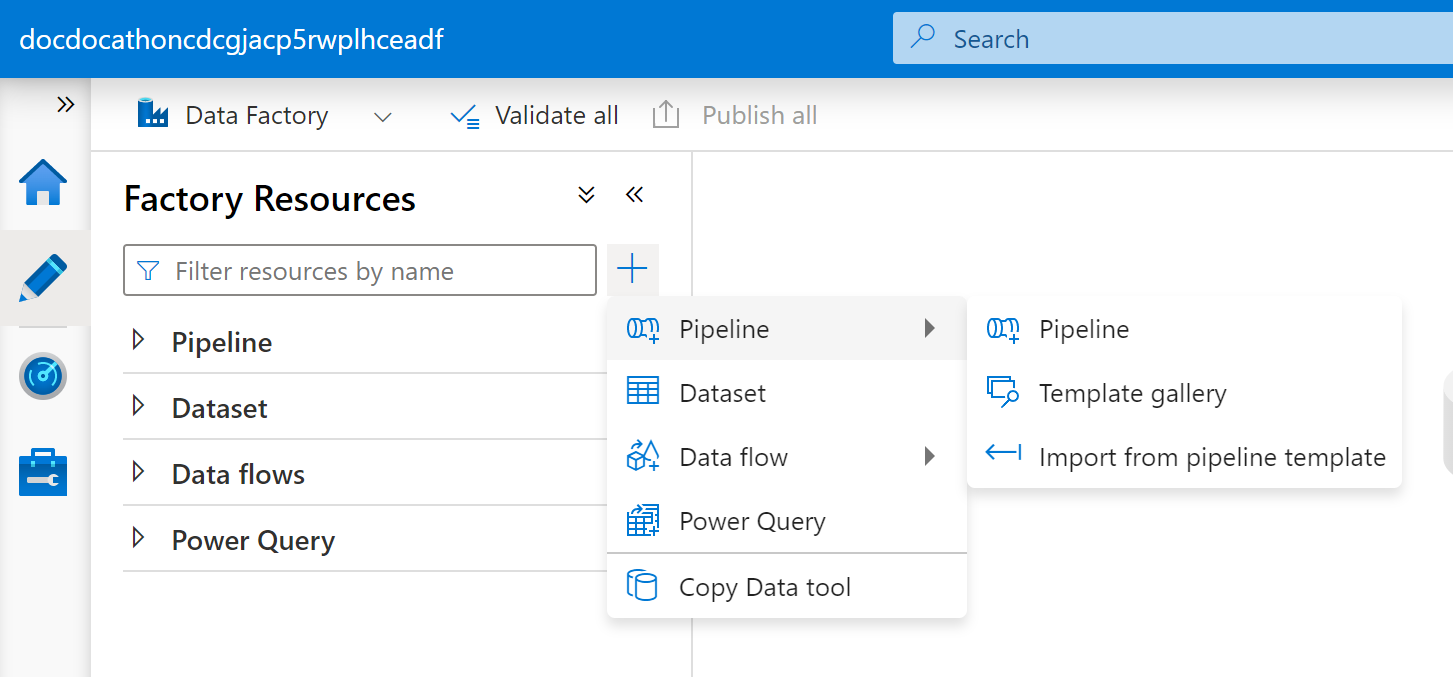 docdocathoncdcgjacp5rwplhceadf
Search
Data Factory
Validate all
Publish all
Factory Resources
Filter resources by name
Pipeline
Dataset
Data flows
Power Query
Pipeline
Dataset
Data flow
Power Query
Copy Data tool
Pipeline
Template gallery
Import from pipeline template